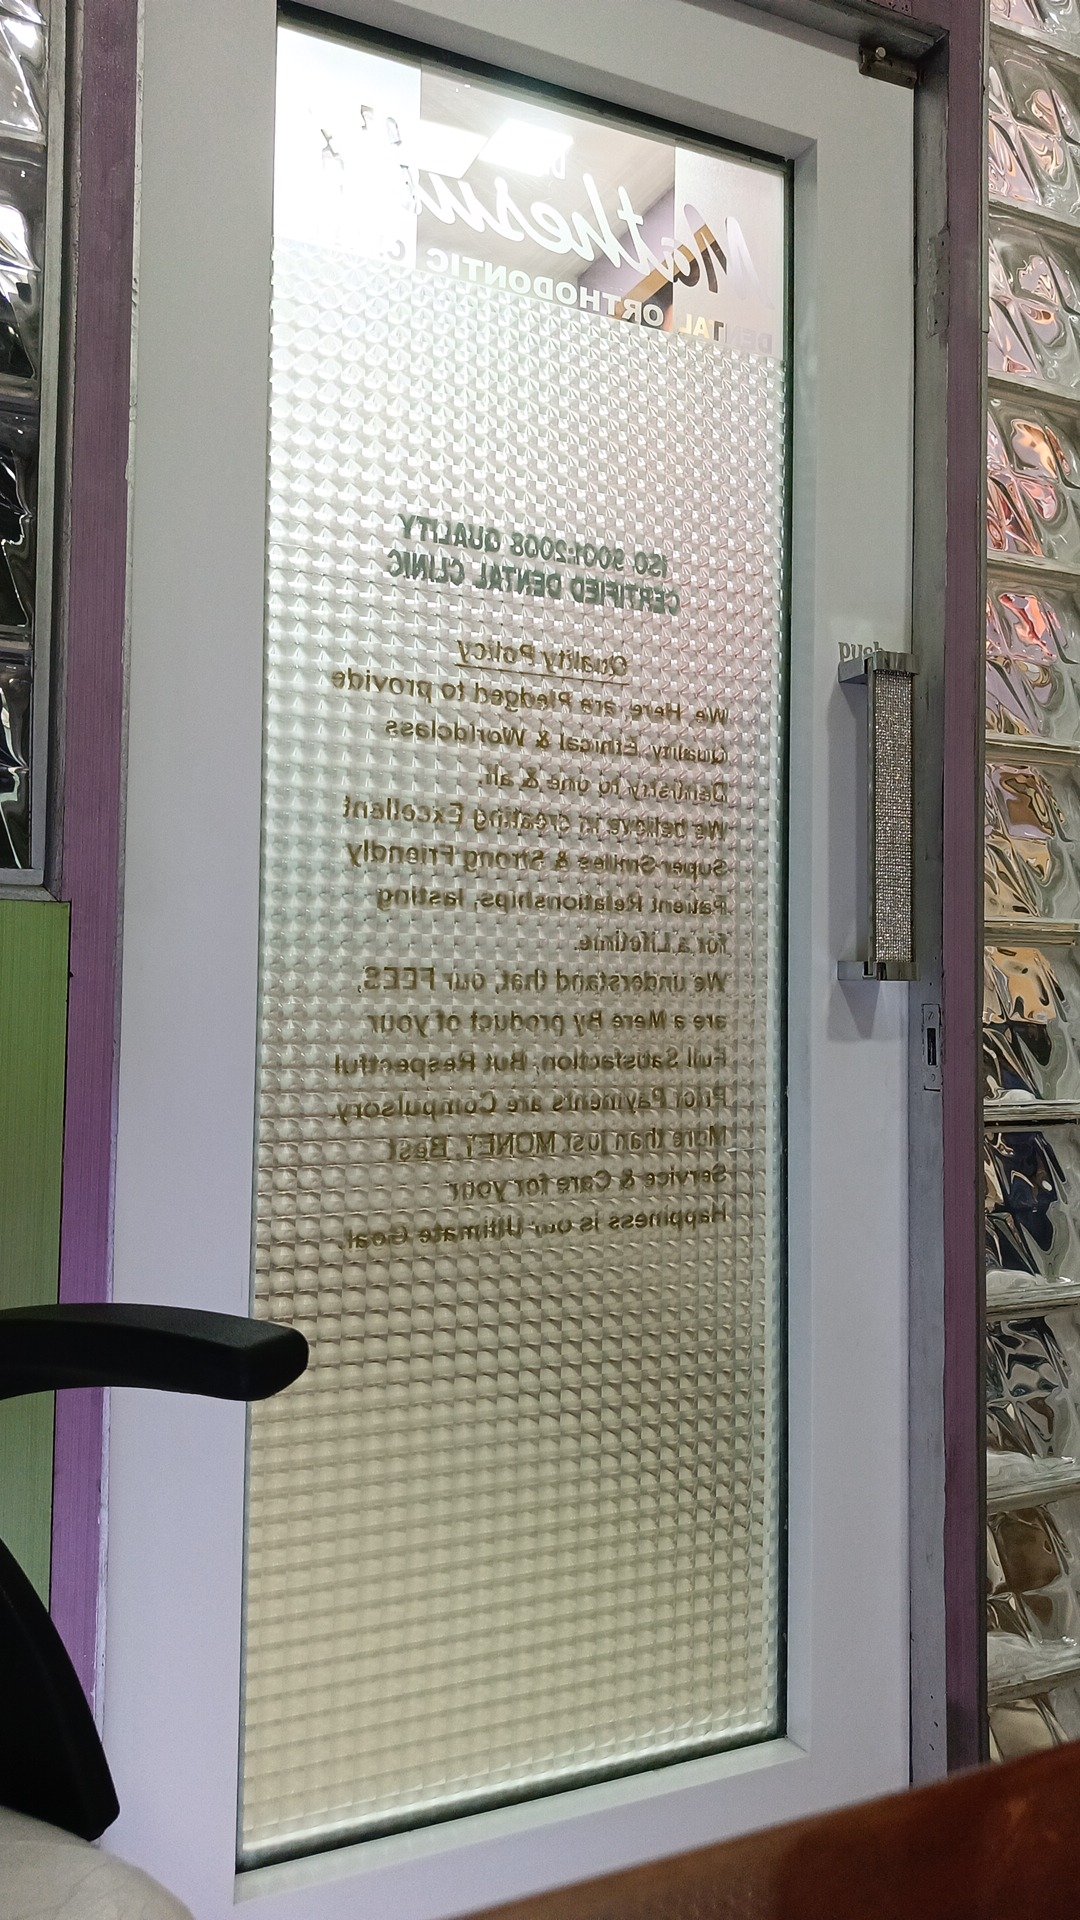 Mathesu
DENTAL ORTHODONTIC
ISO 9001:2008 QUALITY
CERTIFIED DENTAL CLINIC
Quality Policy
We, Here, are Pledged to provide
Quality, Ethical & Worldclass
Dentistry to one & all.
We believe in creating Excellent
Super Smiles & Strong Friendly
Patient Relationships, lasting
for a Lifetime.
We understand that, our FEES,
are a Mere By product of your
Full Satisfaction, But Respectful
Prior Payments are Compulsory.
More than just MONEY, Best
Service & Care for your
Happiness is our Ultimate Goal.
push